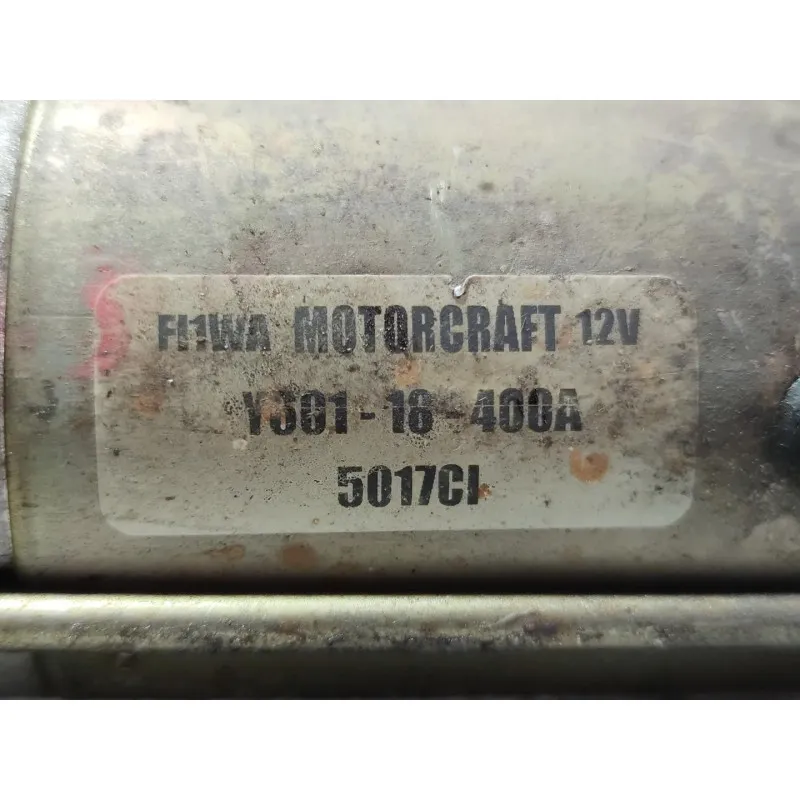 FI1WA MOTORCRAFT 12V
Y601-18-400A
5017CI